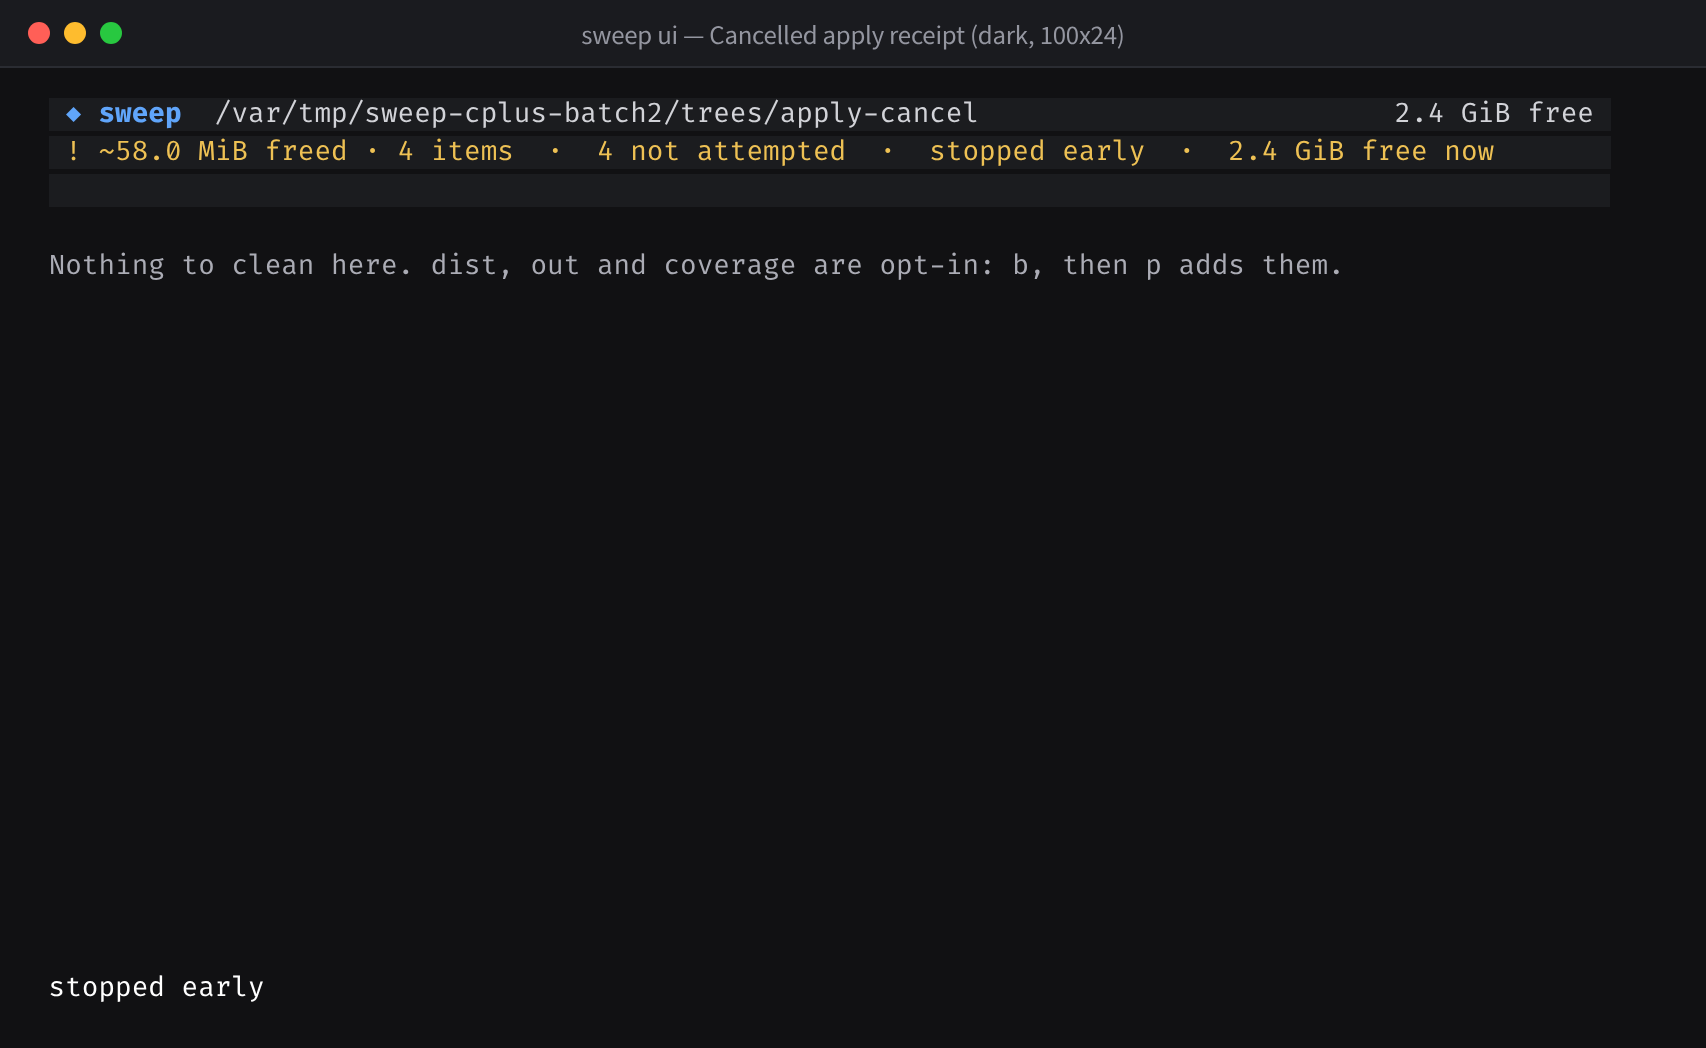 sweep ui — Cancelled apply receipt (dark, 100x24)
◆ sweep /var/tmp/sweep-cplus-batch2/trees/apply-cancel 2.4 GiB free
! ~58.0 MiB freed · 4 items · 4 not attempted · stopped early · 2.4 GiB free now
Nothing to clean here. dist, out and coverage are opt-in: b, then p adds them.
stopped early